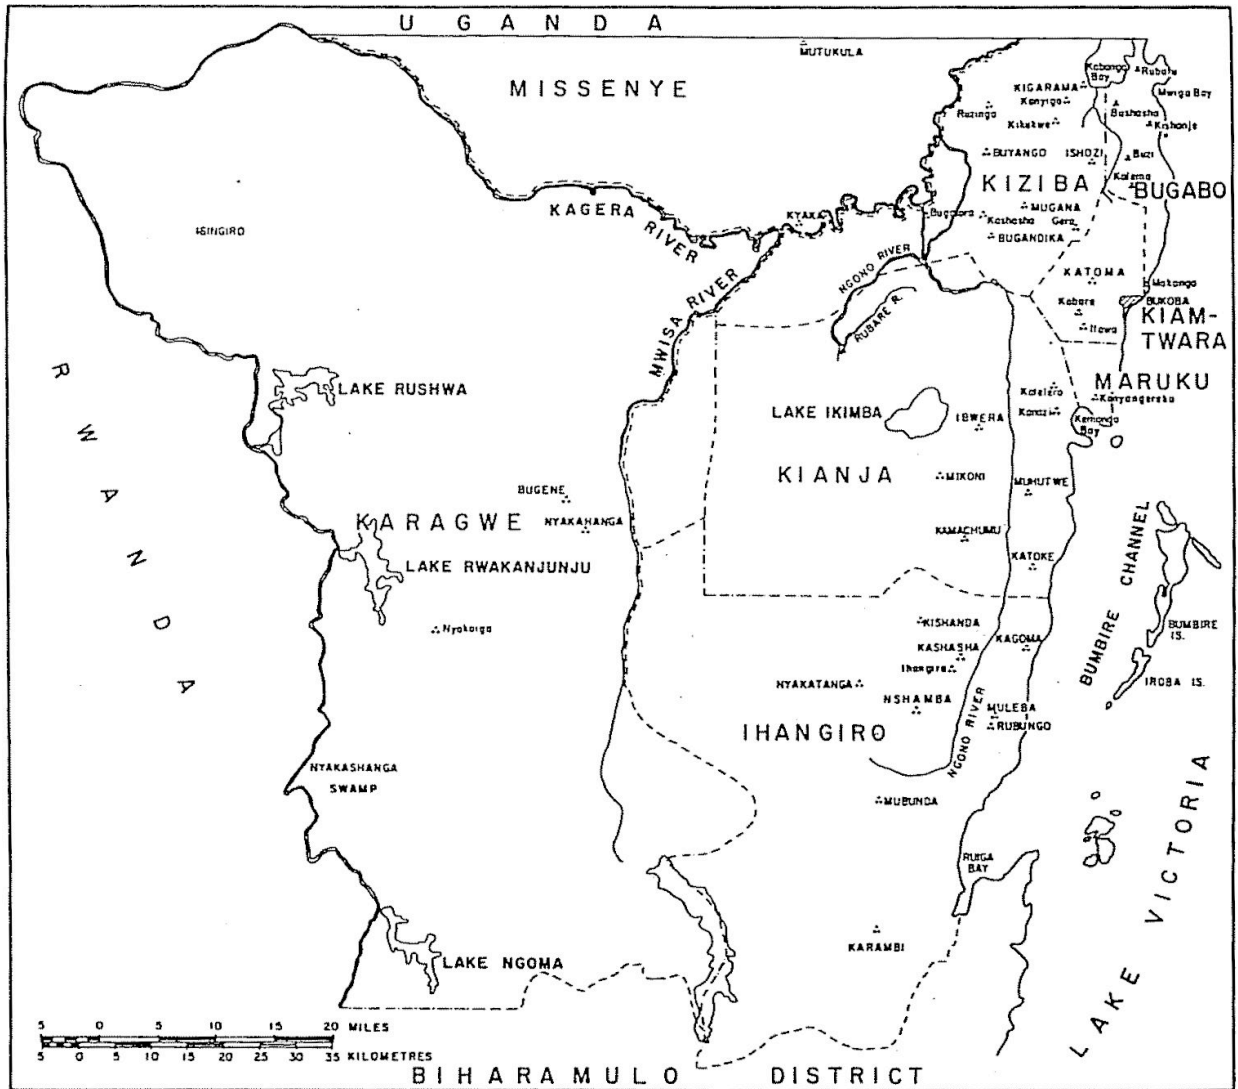 UGANDA
MUTUKULA
MISSENYE
Kabanga
Bay
Rubafu
KIGARAMA
Mwiga Bay
Kanyigo
Ruzinga
Bushasha
Kikukwe
Kishanje
BUYANGO
ISHOZI
Buzi
KIZIBA
Kalema
BUGABO
ISINGIRO
KAGERA
RIVER
KYAKA
Bugalora
Kashasha
MUGANA
Gera
BUGANDIKA
MWISA RIVER
NGONO RIVER
RUBARE R.
KATOMA
Makongo
BUKOBA
Kabare
Itawa
KIAM-
TWARA
RWANDA
LAKE RUSHWA
MARUKU
Katelero
Kanyangereko
LAKE IKIMBA
IBWERA
Kanazi
Kemondo
Bay
KIANJA
MIKONI
MUHUTWE
BUGENE
KARAGWE
NYAKAHANGA
KAMACHUMU
KATOKE
LAKE RWAKANJUNJU
BUMBIRE CHANNEL
Nyakaiga
KISHANDA
KAGOMA
BUMBIRE
IS.
KASHASHA
Ihangiro
IROBA IS.
NYAKATANGA
NSHAMBA
NGONO RIVER
MULEBA
RUBUNGO
IHANGIRO
NYAKASHANGA
SWAMP
MUBUNDA
RUIGA
BAY
LAKE VICTORIA
KARAMBI
LAKE NGOMA
5 0 5 10 15 20 MILES
5 0 5 10 15 20 25 30 35 KILOMETRES
BIHARAMULO DISTRICT